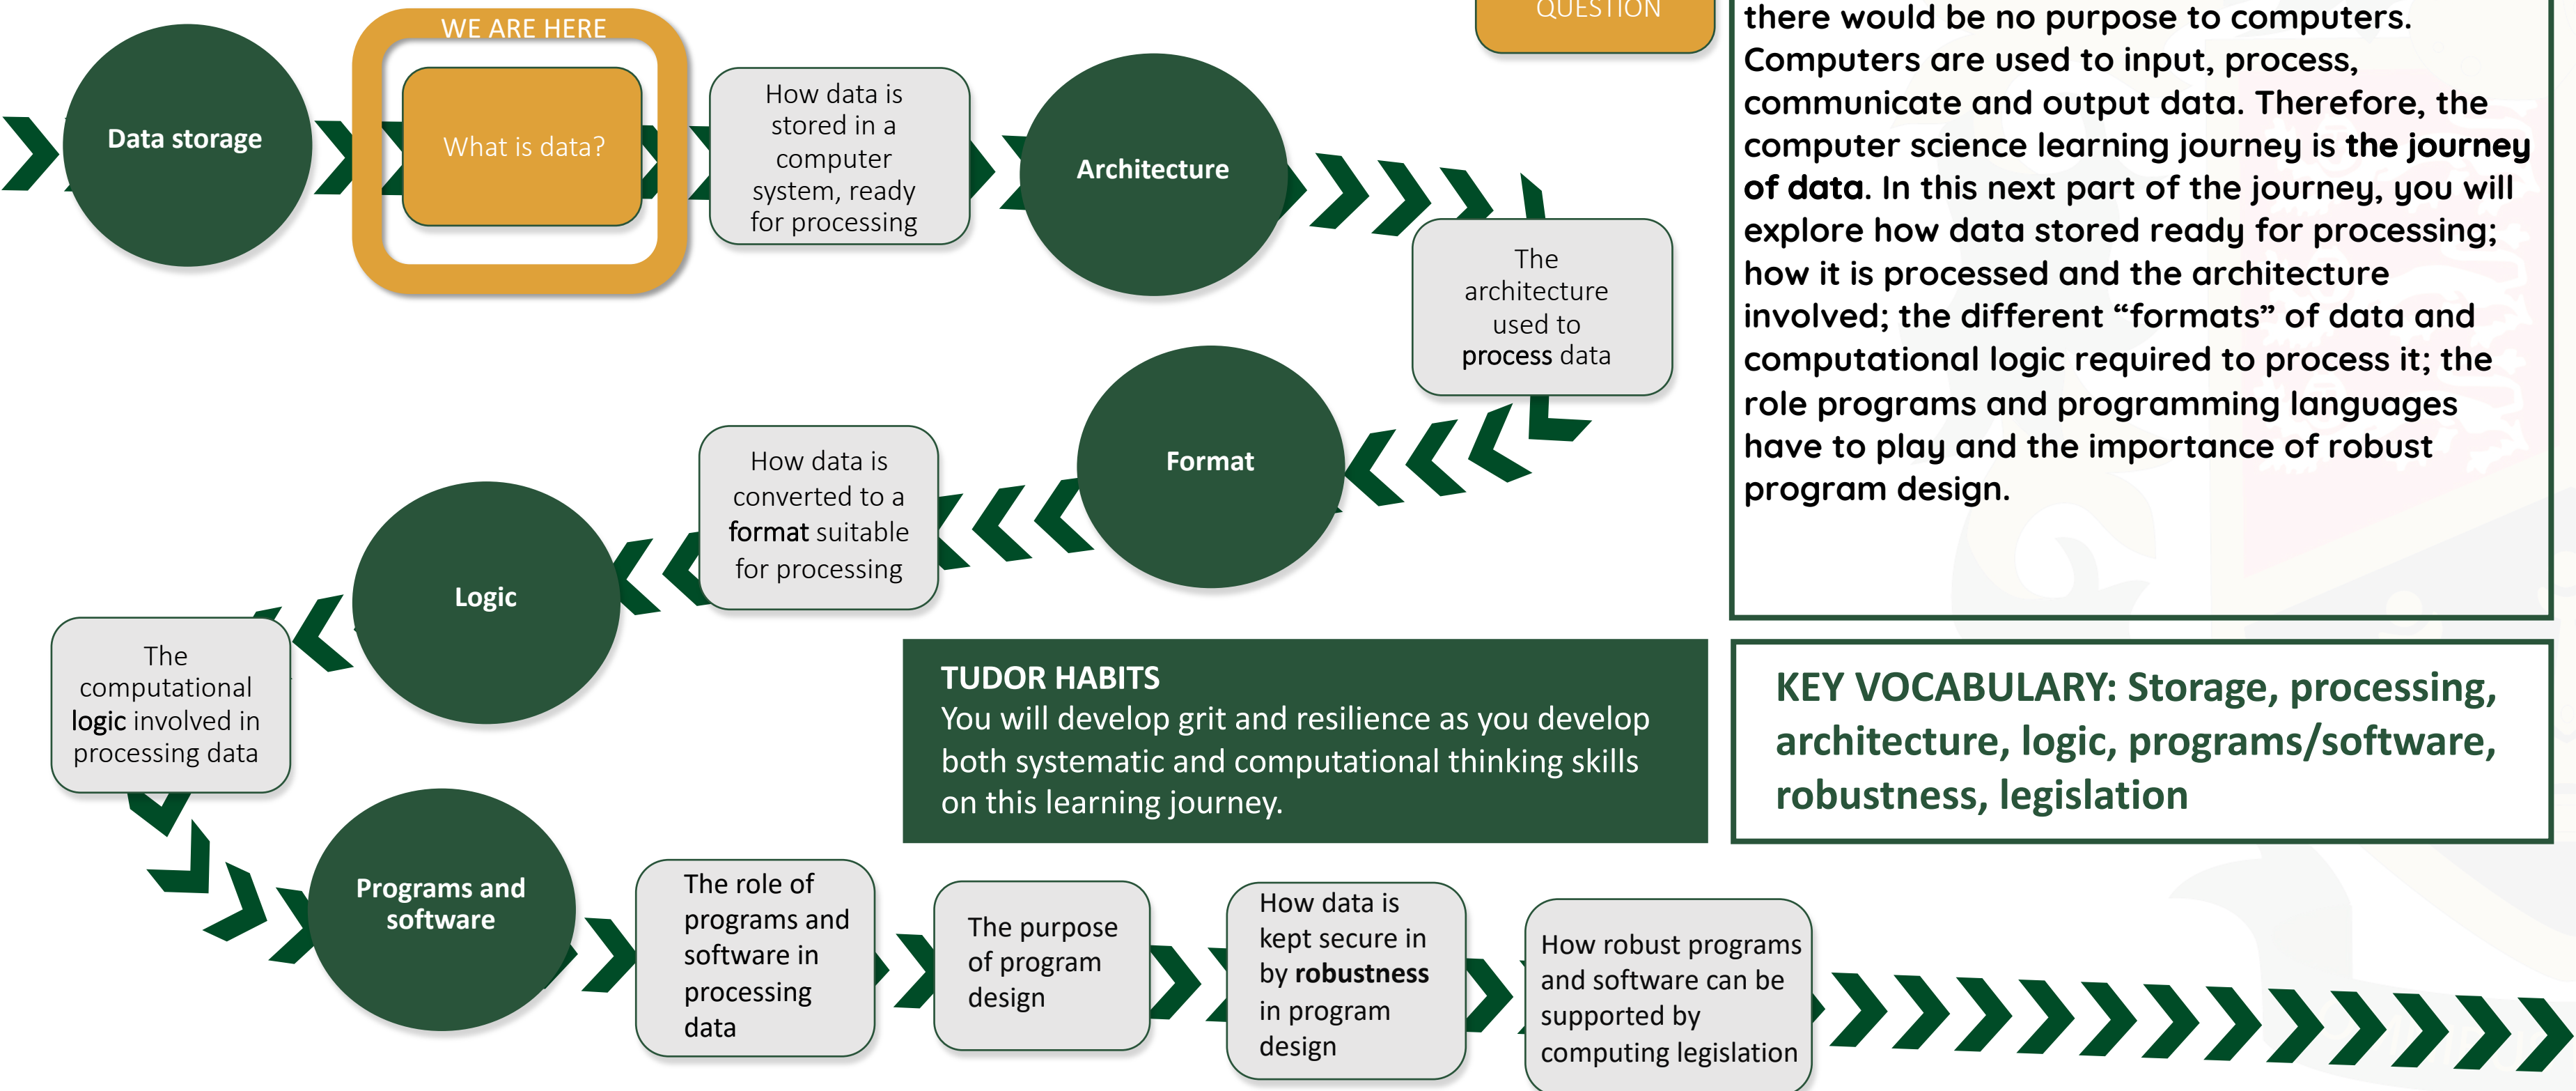 WE ARE HERE
Data storage
What is data?
How data is
stored in a
computer
system, ready
for processing
Architecture
QUESTION
The
architecture
used to
process data
Format
How data is
converted to a
format suitable
for processing
Logic
The
computational
logic involved in
processing data
Programs and
software
The role of
programs and
software in
processing
data
The purpose
of program
design
How data is
kept secure in
by robustness
in program
design
How robust programs
and software can be
supported by
computing legislation
there would be no purpose to computers.
Computers are used to input, process,
communicate and output data. Therefore, the
computer science learning journey is the journey
of data. In this next part of the journey, you will
explore how data stored ready for processing;
how it is processed and the architecture
involved; the different “formats” of data and
computational logic required to process it; the
role programs and programming languages
have to play and the importance of robust
program design.
TUDOR HABITS
You will develop grit and resilience as you develop
both systematic and computational thinking skills
on this learning journey.
KEY VOCABULARY: Storage, processing,
architecture, logic, programs/software,
robustness, legislation